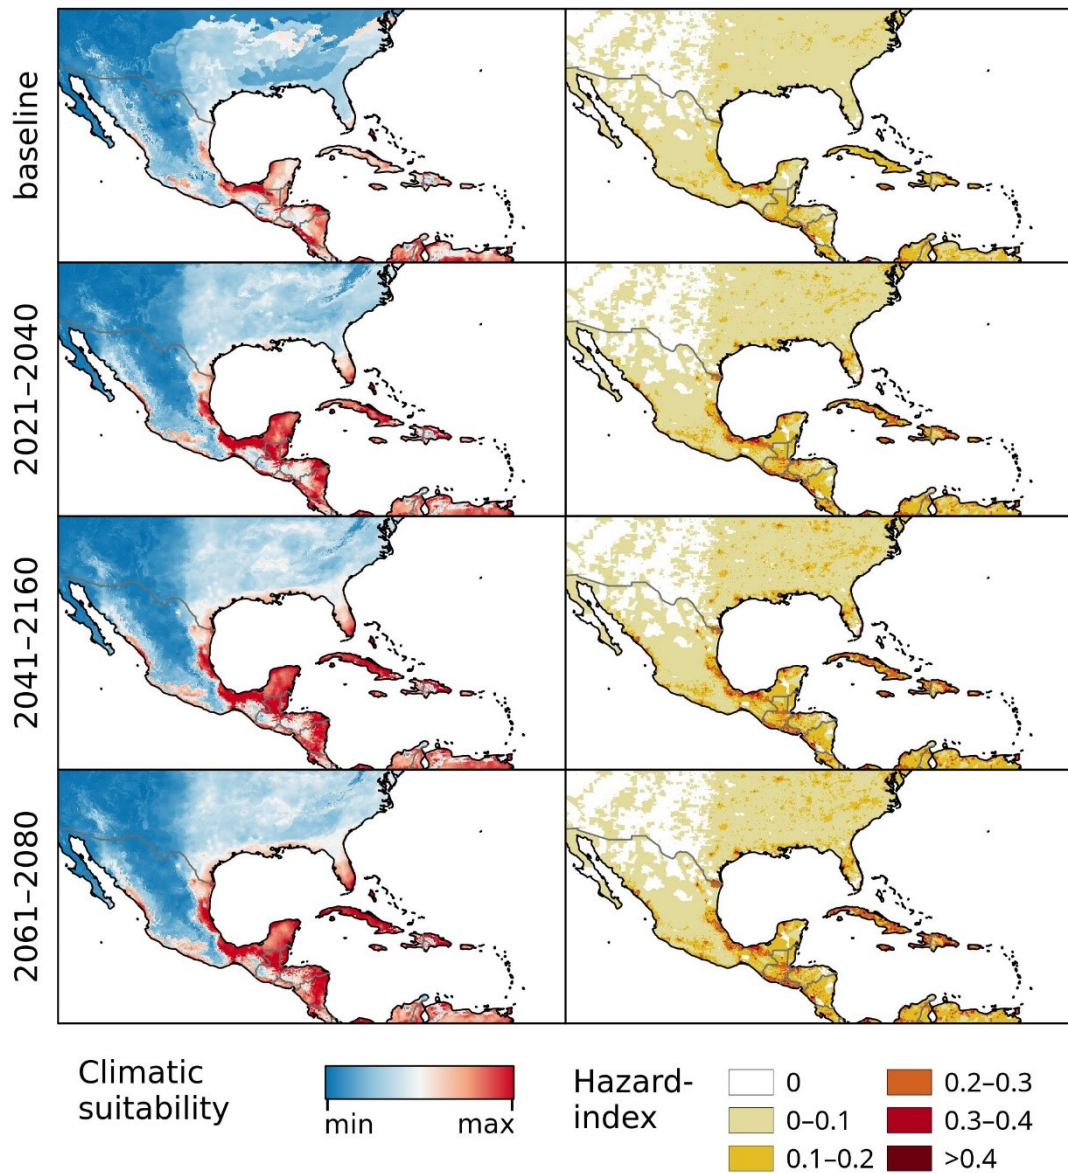 baseline
2021–2040
2041–2160
2061–2080
Climatic
suitability
min
max
Hazard-
index
0
0–0.1
0.1–0.2
0.2–0.3
0.3–0.4
>0.4